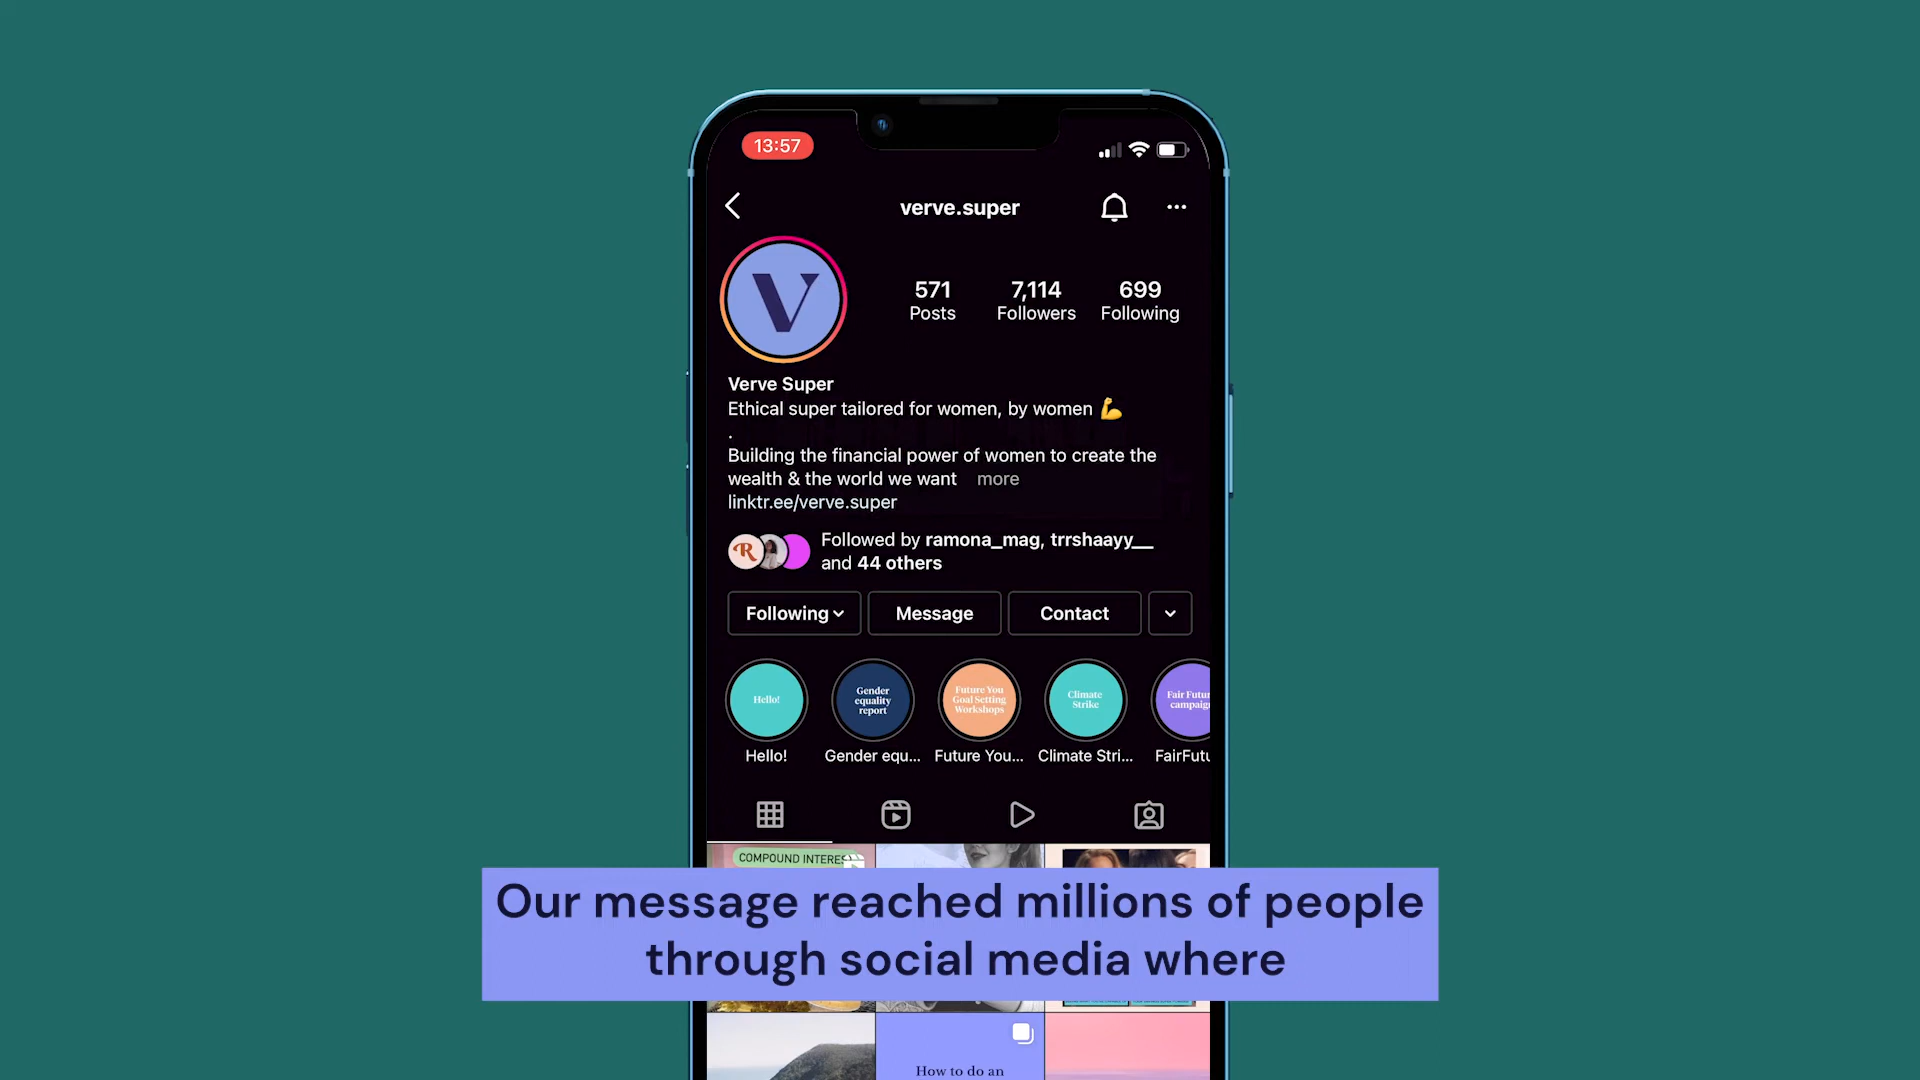 13:57
verve.super
V
571
Posts
7,114
Followers
699
Following
Verve Super
Ethical super tailored for women, by women 💪
.
Building the financial power of women to create the
wealth & the world we want more
linktr.ee/verve.super
R
Followed by ramona_mag, trrshaayy__
and 44 others
Following
Message
Contact
Hello!
Gender
equality
report
Future You
Goal Setting
Workshops
Climate
Strike
Fair Futur
campaig
Hello!
Gender equ...
Future You...
Climate Stri...
FairFutu
COMPOUND INTERES
Our message reached millions of people
through social media where
How to do an